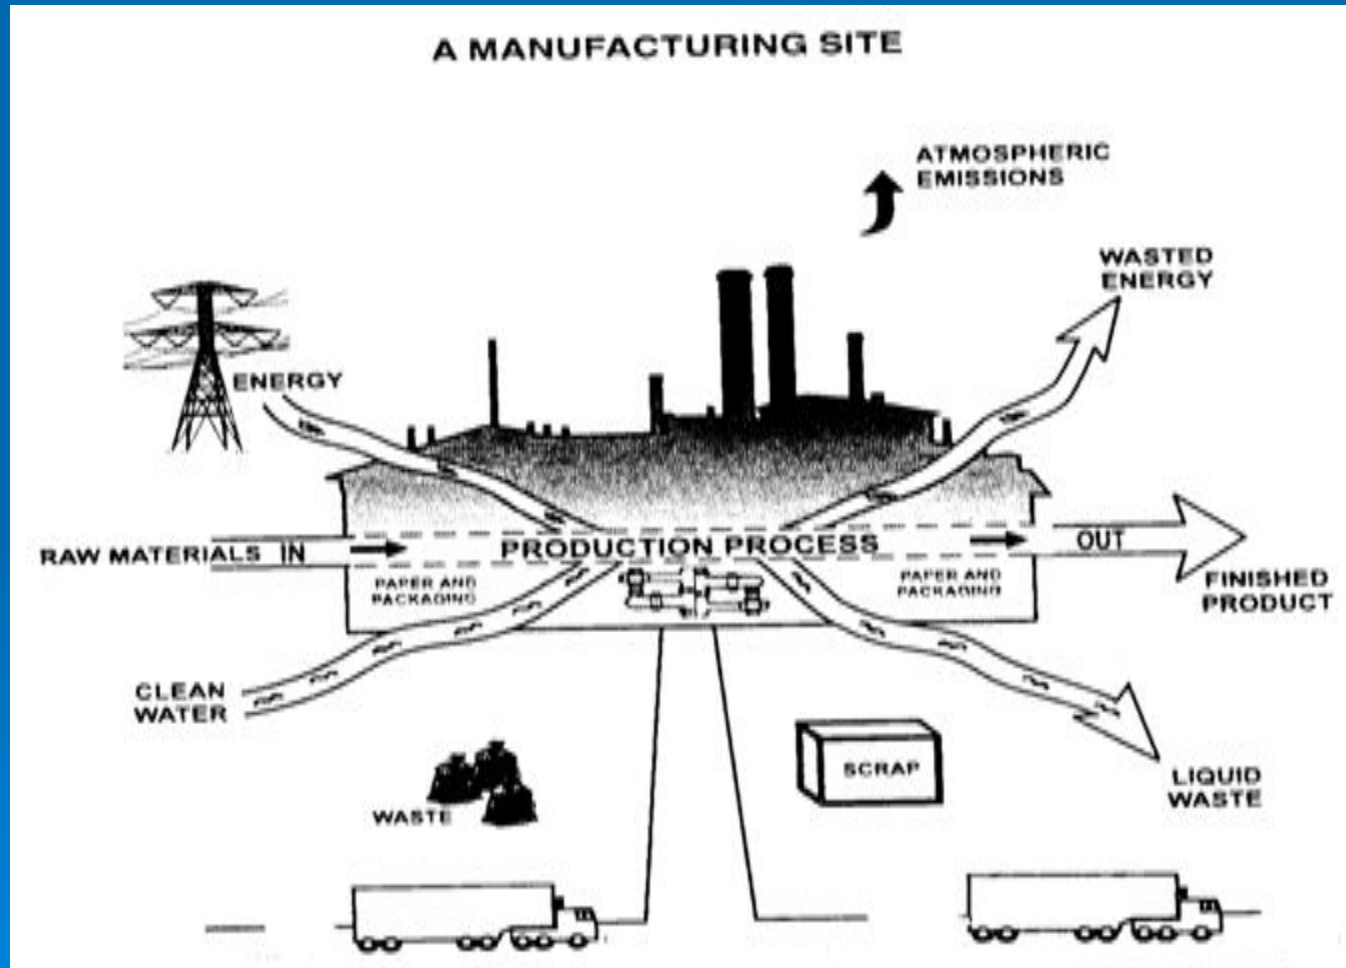 A MANUFACTURING SITE
ATMOSPHERIC
EMISSIONS
WASTED
ENERGY
ENERGY
RAW MATERIALS IN
PRODUCTION PROCESS
OUT
PAPER AND
PACKAGING
PAPER AND
PACKAGING
FINISHED
PRODUCT
CLEAN
WATER
SCRAP
LIQUID
WASTE
WASTE